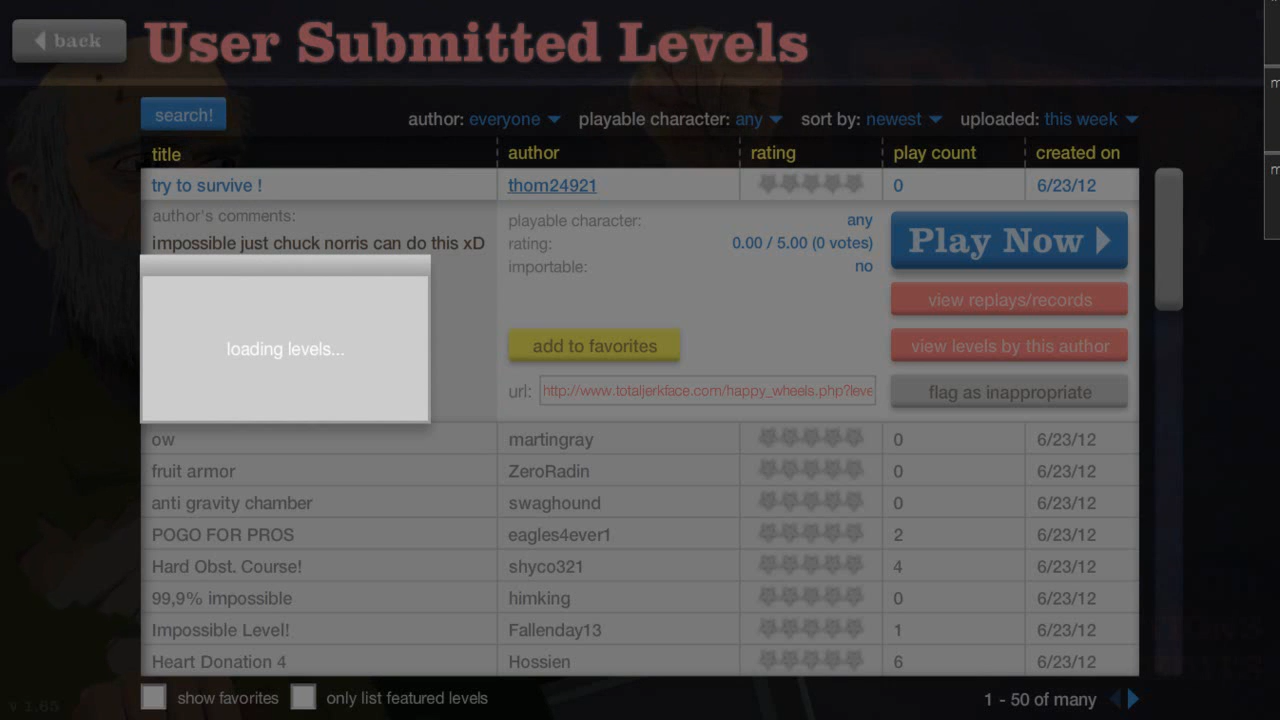 back
User Submitted Levels
search!
author: everyone playable character: any sort by: newest uploaded: this week
title author rating play count created on
try to survive ! thom24921 0 6/23/12
author's comments:
impossible just chuck norris can do this xD
playable character: any
rating: 0.00 / 5.00 (0 votes)
importable: no
Play Now
view replays/records
loading levels...
add to favorites
view levels by this author
url: http://www.totaljerkface.com/happy_wheels.php?leve
flag as inappropriate
ow martingray 0 6/23/12
fruit armor ZeroRadin 0 6/23/12
anti gravity chamber swaghound 0 6/23/12
POGO FOR PROS eagles4ever1 2 6/23/12
Hard Obst. Course! shyco321 4 6/23/12
99,9% impossible himking 0 6/23/12
Impossible Level! Fallenday13 1 6/23/12
Heart Donation 4 Hossien 6 6/23/12
show favorites only list featured levels 1 - 50 of many
v 1.65